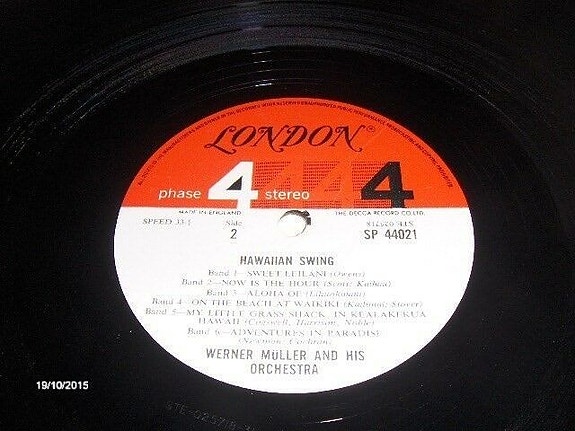 LONDON®
phase 4 stereo 444 4
MADE IN ENGLAND THE DECCA RECORD CO. LTD.
SPEED 33⅓ Side
2 SP 44021
HAWAIIAN SWING
Band 1—SWEET LEILANI (Owens)
Band 2—NOW IS THE HOUR (Scott; Kaihau)
Band 3—ALOHA OE (Liliuokalani)
Band 4—ON THE BEACH AT WAIKIKI (Kailimai; Stover)
Band 5—MY LITTLE GRASS SHACK IN KEALAKEKUA
HAWAII (Cogswell, Harrison, Noble)
Band 6—ADVENTURES IN PARADISE
(Newman, Cochran)
WERNER MÜLLER AND HIS
ORCHESTRA
19/10/2015